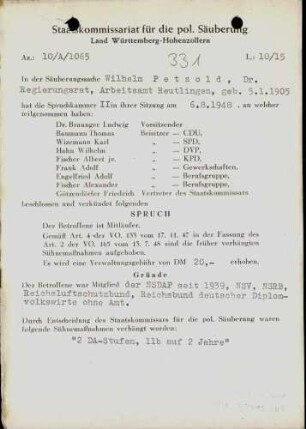 Staatskommissariat für die pol. Säuberung
Land Württemberg-Hohenzollern
Az.: 10/A/1065
331
L: 10/15
In der Säuberungssache Wilhelm Petzold, Dr.
Regierungsrat, Arbeitsamt Reutlingen, geb. 5.1.1905
hat die Spruchkammer II in ihrer Sitzung am 6.8.1948, an welcher
teilgenommen haben:
Dr. Braunger Ludwig Vorsitzender
Baumann Thomas Beisitzer — CDU,
Wizemann Karl „ — SPD,
Hahn Wilhelm „ — DVP,
Fischer Albert jr. „ — KPD,
Frank Adolf „ — Gewerkschaften,
Engelfried Adolf „ — Berufsgruppe,
Fischer Alexander „ — Berufsgruppe,
Friedrich Vertreter des Staatskommissars
beschlossen und verkündet folgenden
SPRUCH
Der Betroffene ist Mitläufer.
Gemäß Art. 4 der VO. 133 vom 17. 11. 47 in der Fassung des
Art. 2 der VO. 165 vom 13. 7. 48 sind die früher verhängten
Sühnemaßnahmen aufgehoben.
Es wird eine Verwaltungsgebühr von DM 20,- erhoben.
Gründe
Der Betroffene war Mitglied der NSDAP seit 1939, NSV, NSRB,
Reichsluftschutzbund, Reichsbund deutscher Diplom-
volkswirte ohne Amt.
Durch Entscheidung des Staatskommissars für die pol. Säuberung waren
folgende Sühnemaßnahmen verhängt worden:
"2 DA-Stufen, 11b auf 2 Jahre"